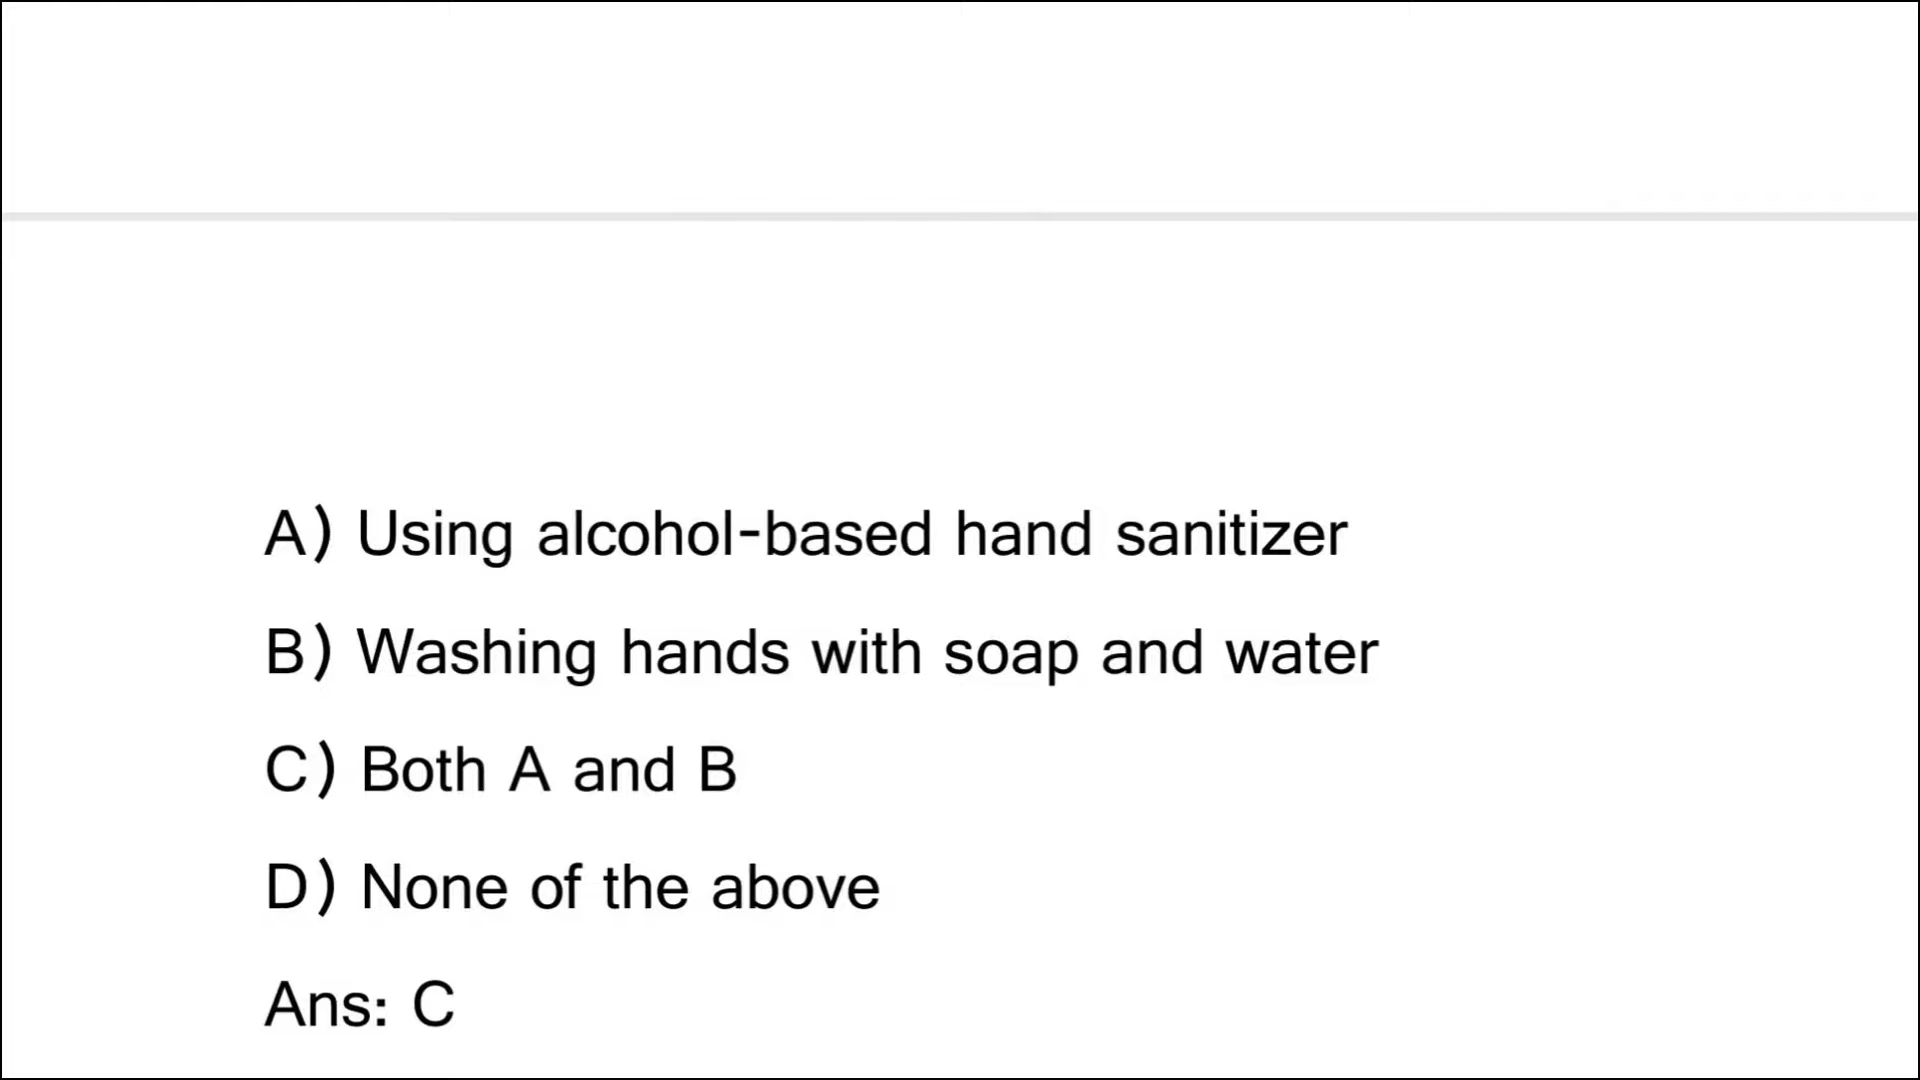 A) Using alcohol-based hand sanitizer
B) Washing hands with soap and water
C) Both A and B
D) None of the above
Ans: C